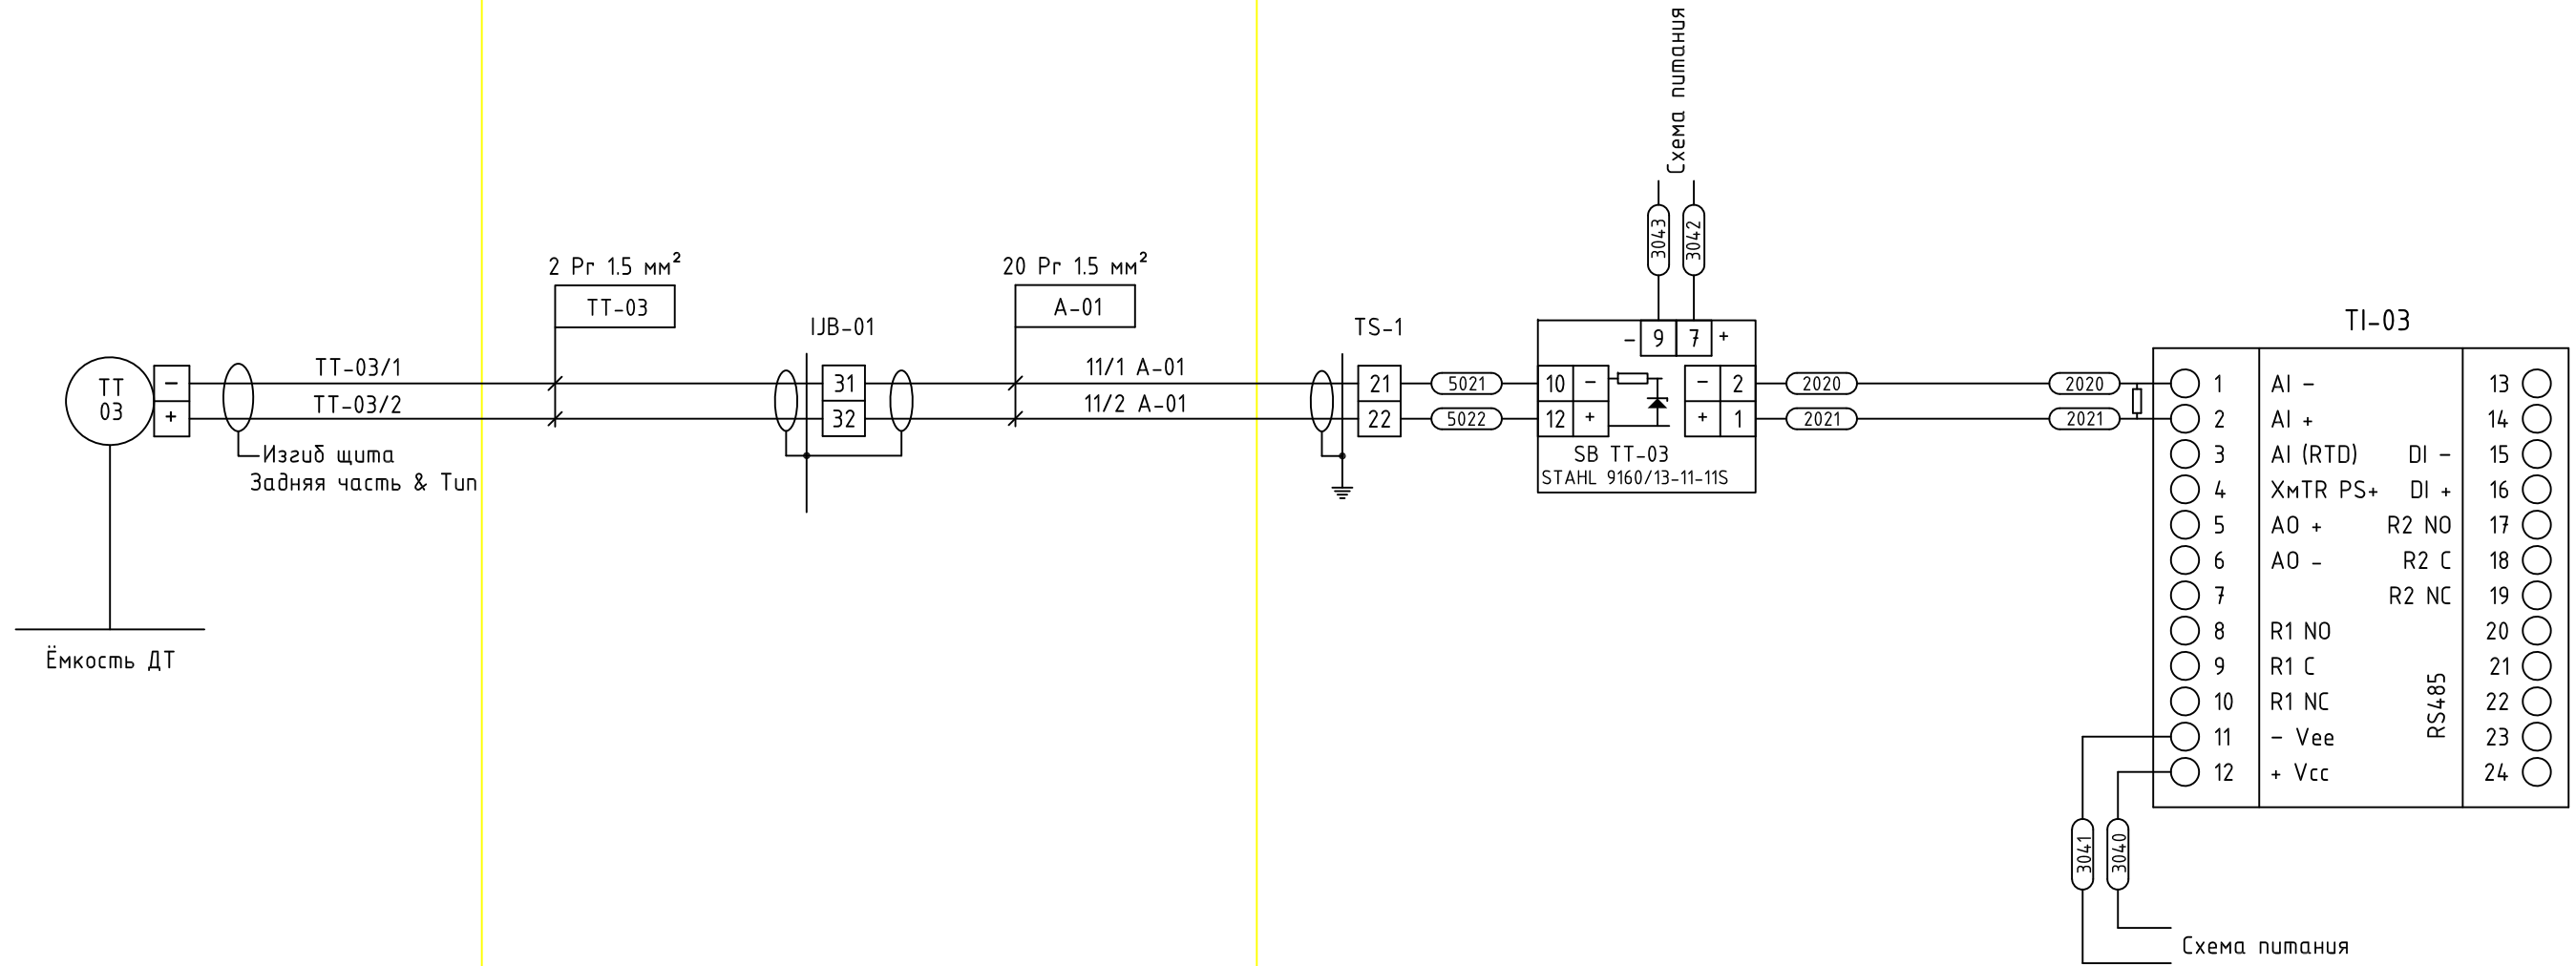 Схема питания
3043
3042
2 Pr 1.5 мм²
TT-03
20 Pr 1.5 мм²
A-01
IJB-01
TS-1
- 9 7 +
TI-03
TT
03
-
+
TT-03/1
TT-03/2
31
32
11/1 A-01
11/2 A-01
21
22
5021
5022
10 -
12 +
- 2
+ 1
2020
2021
2020
2021
SB TT-03
STAHL 9160/13-11-11S
Изгиб щита
Задняя часть & Тип
Ёмкость ДТ
1 AI - 13
2 AI + 14
3 AI (RTD) DI - 15
4 XмTR PS+ DI + 16
5 AO + R2 NO 17
6 AO - R2 C 18
7 R2 NC 19
8 R1 NO 20
9 R1 C 21
10 R1 NC 22
11 - Vee 23
12 + Vcc 24
RS485
3041
3040
Схема питания